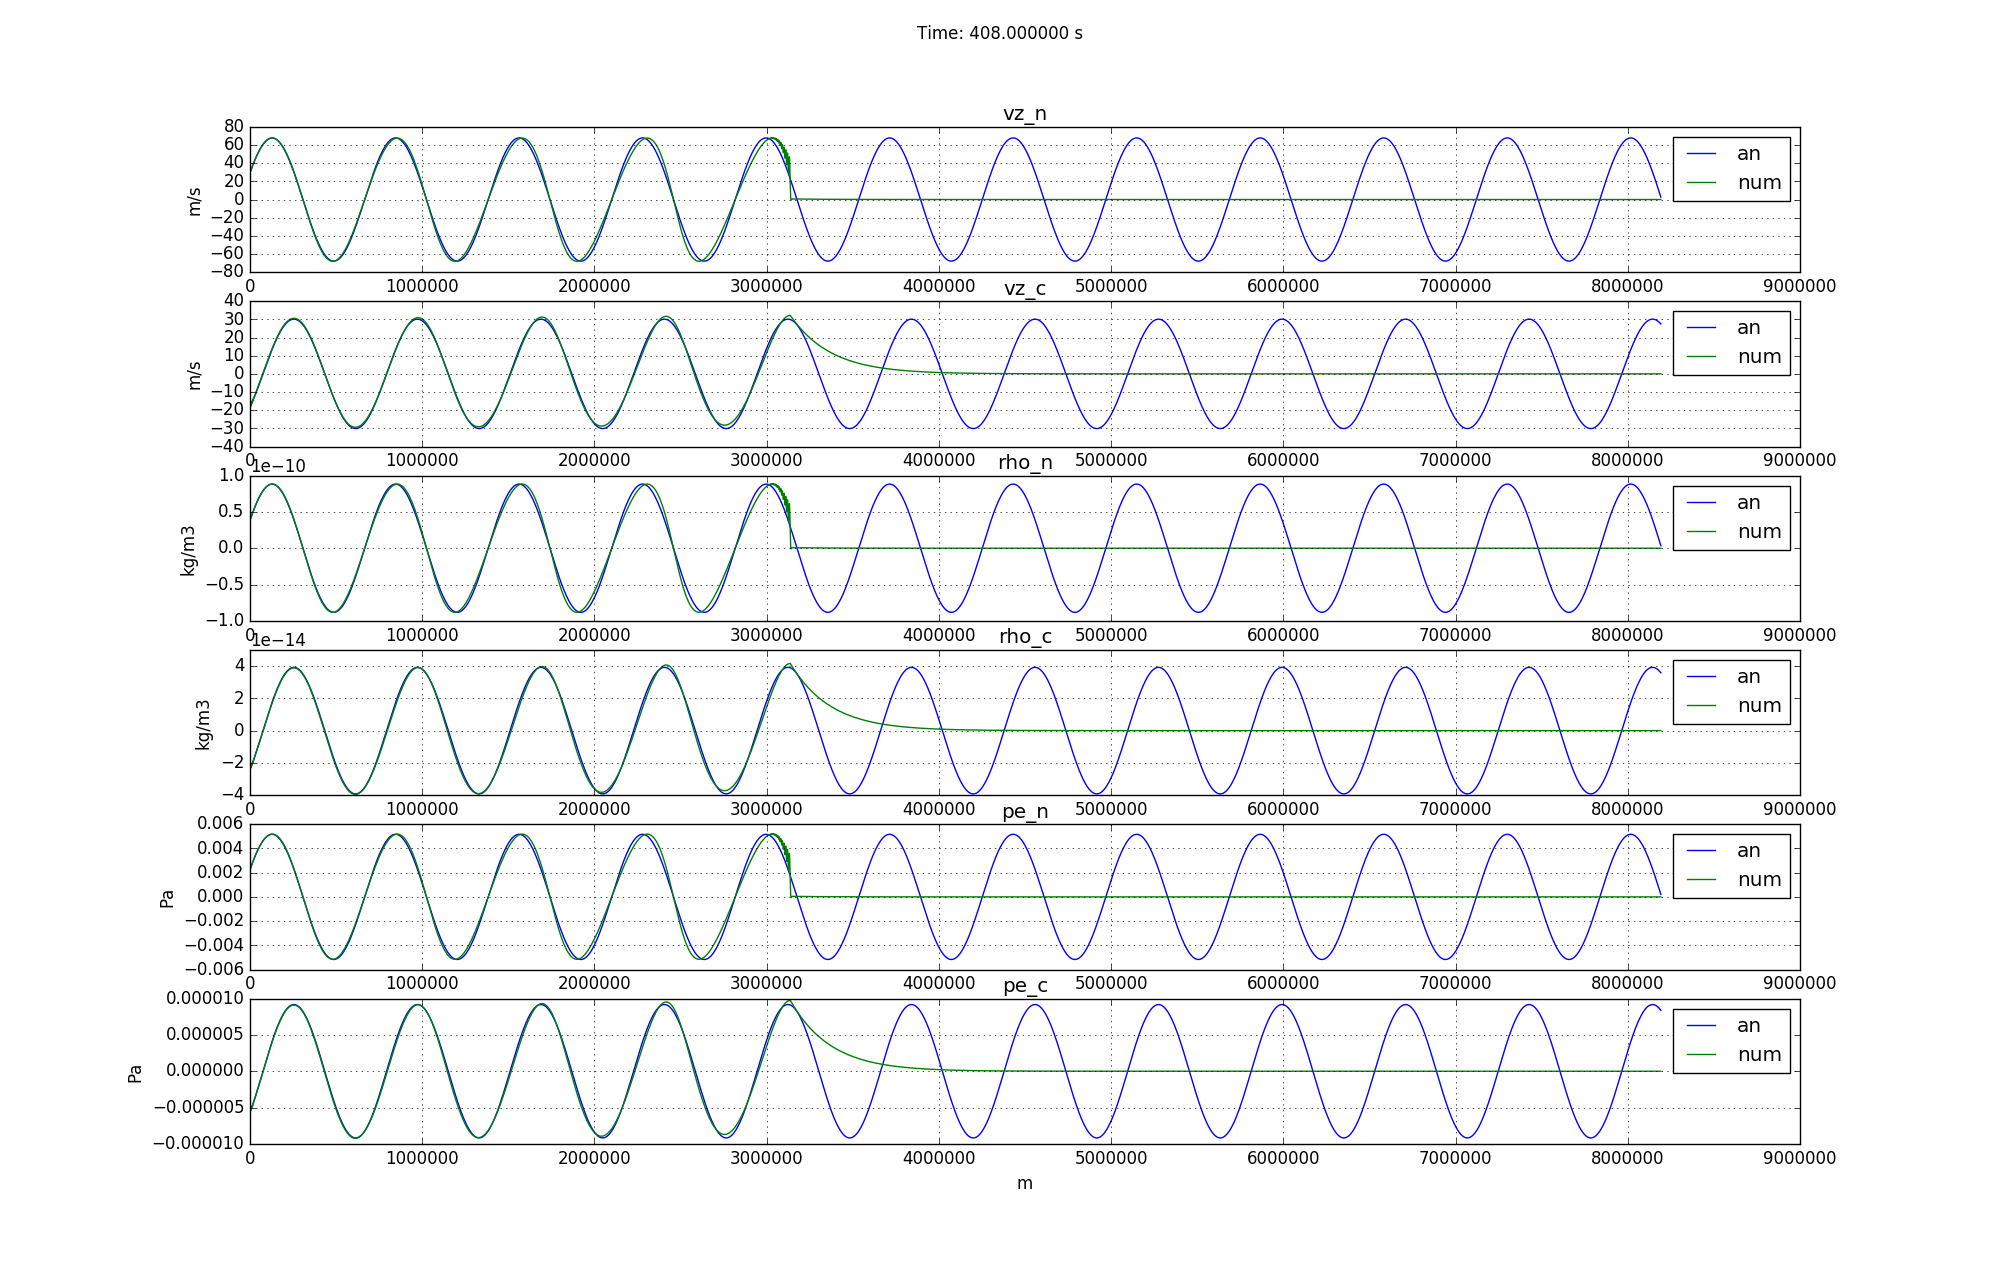 Time: 408.000000 s
vz_n
80
60
40
20
0
−20
−40
−60
−80
m/s
an
num
0 1000000 2000000 3000000 4000000 5000000 6000000 7000000 8000000 9000000
vz_c
40
30
20
10
0
−10
−20
−30
−40
m/s
an
num
0 1000000 2000000 3000000 4000000 5000000 6000000 7000000 8000000 9000000
1e−10
rho_n
1.0
0.5
0.0
−0.5
−1.0
kg/m3
an
num
0 1000000 2000000 3000000 4000000 5000000 6000000 7000000 8000000 9000000
1e−14
rho_c
4
2
0
−2
−4
kg/m3
an
num
0 1000000 2000000 3000000 4000000 5000000 6000000 7000000 8000000 9000000
pe_n
0.006
0.004
0.002
0.000
−0.002
−0.004
−0.006
Pa
an
num
0 1000000 2000000 3000000 4000000 5000000 6000000 7000000 8000000 9000000
pe_c
0.000010
0.000005
0.000000
−0.000005
−0.000010
Pa
an
num
0 1000000 2000000 3000000 4000000 5000000 6000000 7000000 8000000 9000000
m